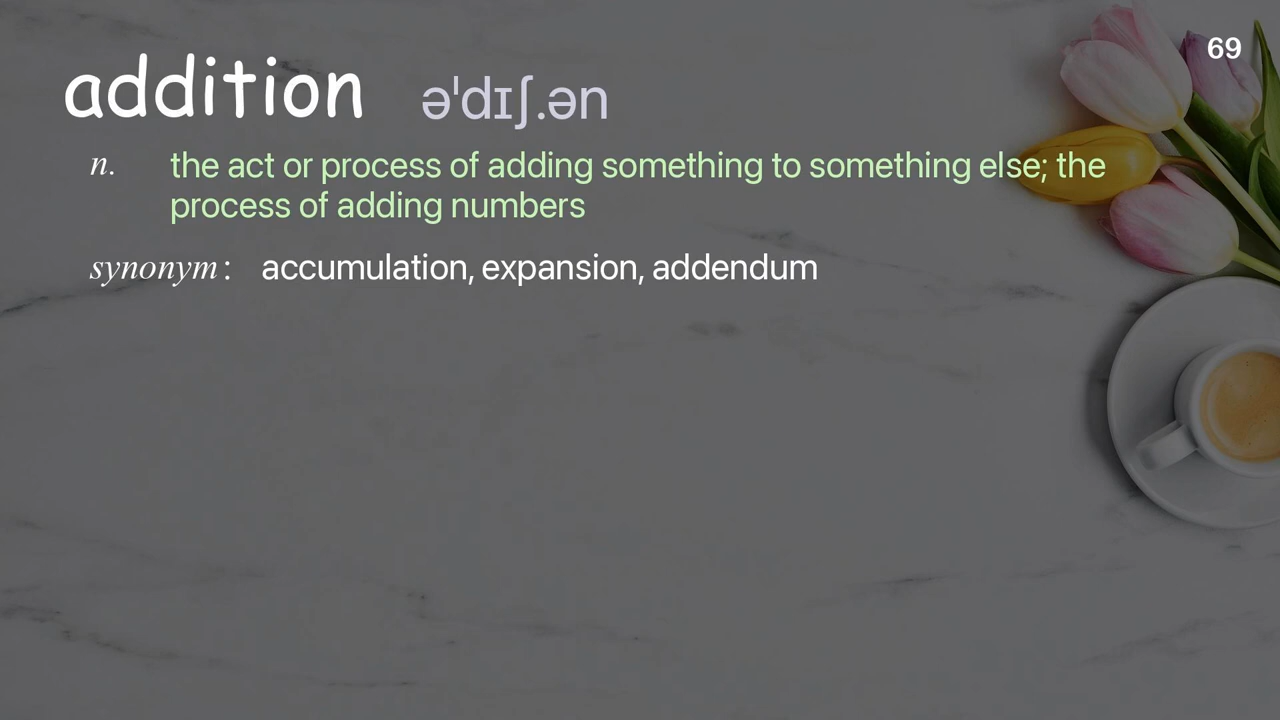 69
addition əˈdɪʃ.ən
n. the act or process of adding something to something else; the
process of adding numbers
synonym: accumulation, expansion, addendum